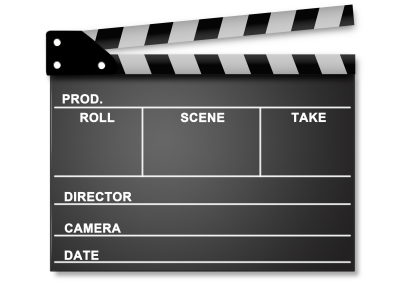 PROD.
ROLL SCENE TAKE
DIRECTOR
CAMERA
DATE